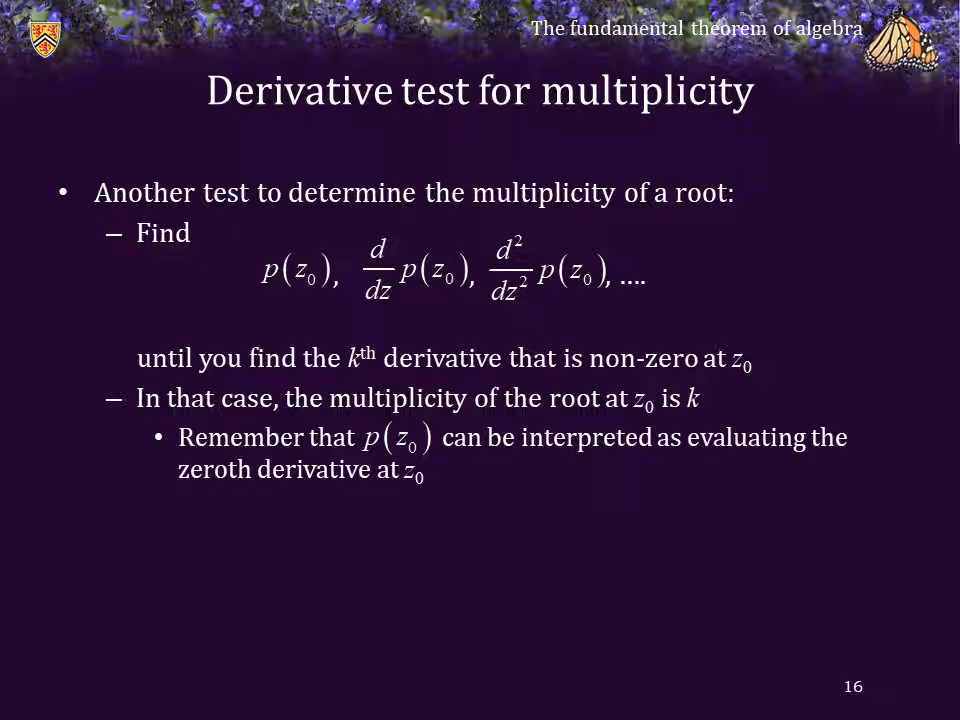 The fundamental theorem of algebra
Derivative test for multiplicity
• Another test to determine the multiplicity of a root:
– Find
p(z₀), d/dz p(z₀), d²/dz² p(z₀), ....
until you find the kᵗʰ derivative that is non-zero at z₀
– In that case, the multiplicity of the root at z₀ is k
• Remember that p(z₀) can be interpreted as evaluating the
zeroth derivative at z₀
16